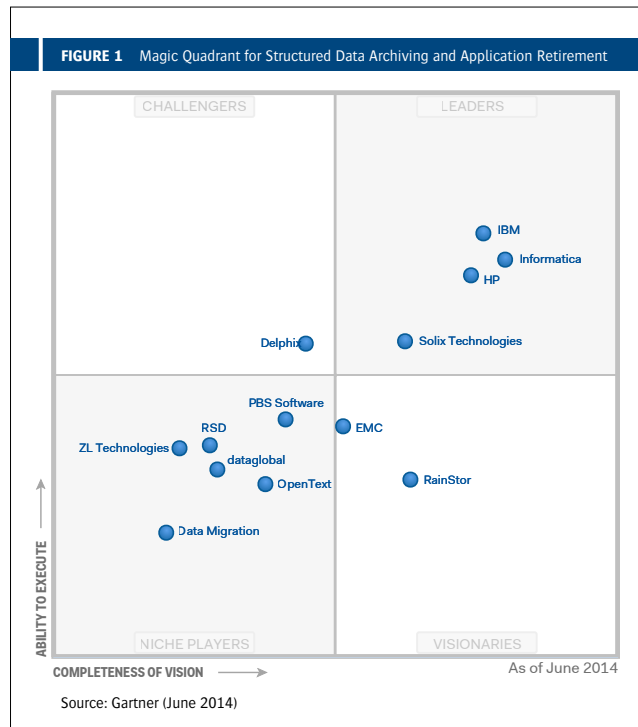 FIGURE 1 Magic Quadrant for Structured Data Archiving and Application Retirement
CHALLENGERS
LEADERS
IBM
Informatica
HP
Delphix
Solix Technologies
PBS Software
RSD
EMC
ZL Technologies
dataglobal
OpenText
RainStor
Data Migration
ABILITY TO EXECUTE
NICHE PLAYERS
VISIONARIES
COMPLETENESS OF VISION
As of June 2014
Source: Gartner (June 2014)